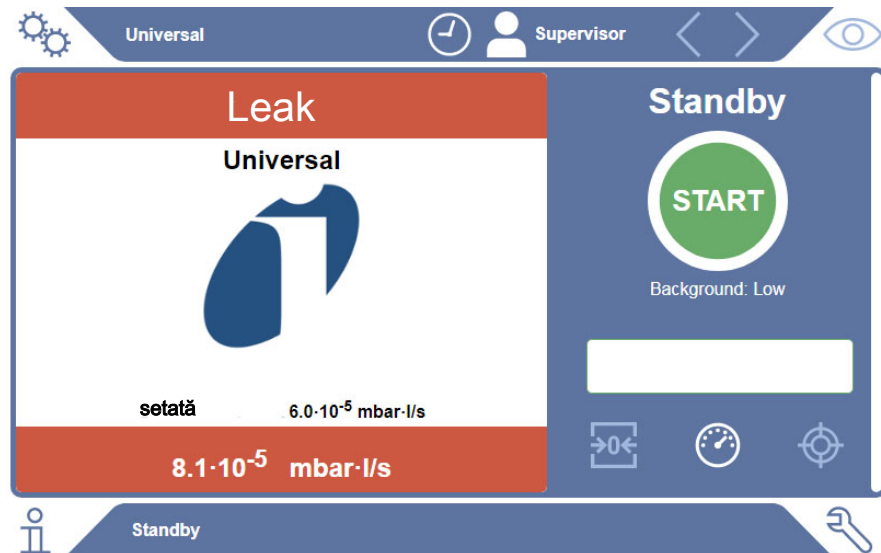 Universal
Supervisor
Leak
Universal
setată 6.0·10⁻⁵ mbar·l/s
8.1·10⁻⁵ mbar·l/s
Standby
START
Background: Low
→0←
Standby